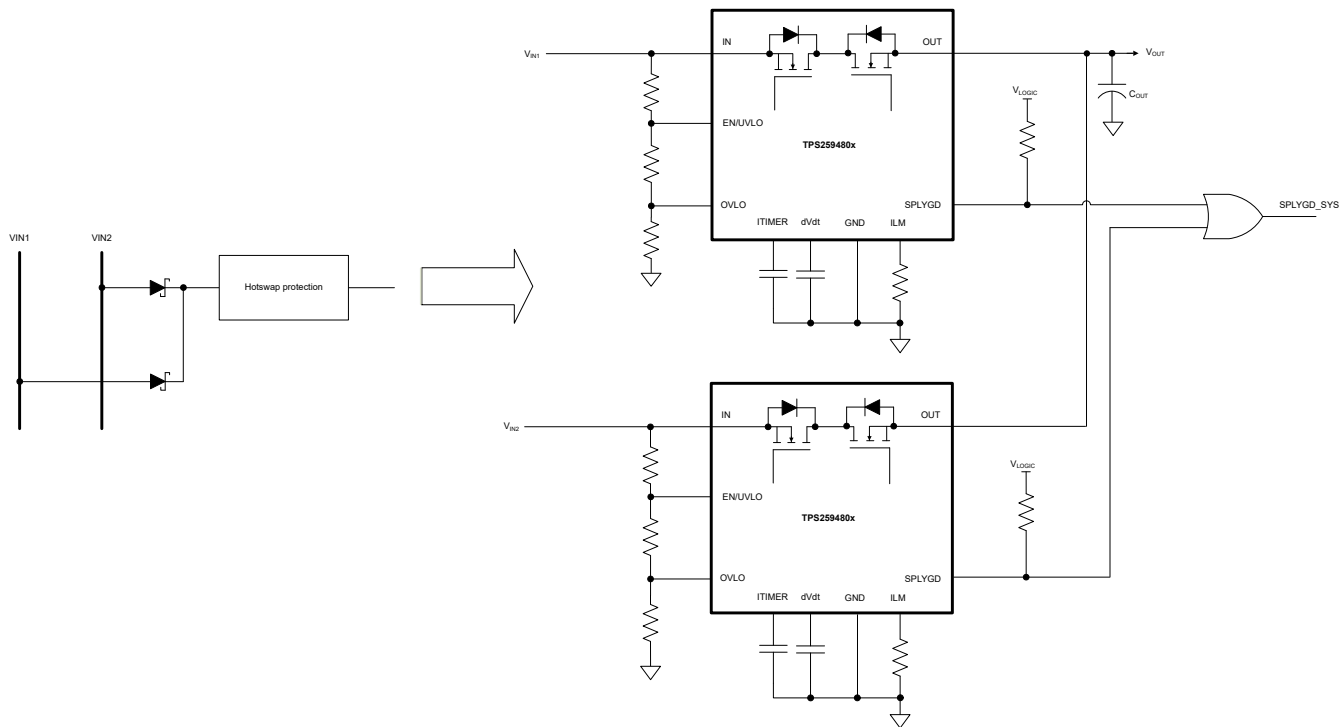 VIN1
VIN2
Hotswap protection
VIN1
IN
OUT
VOUT
COUT
VLOGIC
EN/UVLO
TPS259480x
OVLO
SPLYGD
SPLYGD_SYS
ITIMER
dVdt
GND
ILM
VIN2
IN
OUT
VLOGIC
EN/UVLO
TPS259480x
OVLO
SPLYGD
ITIMER
dVdt
GND
ILM